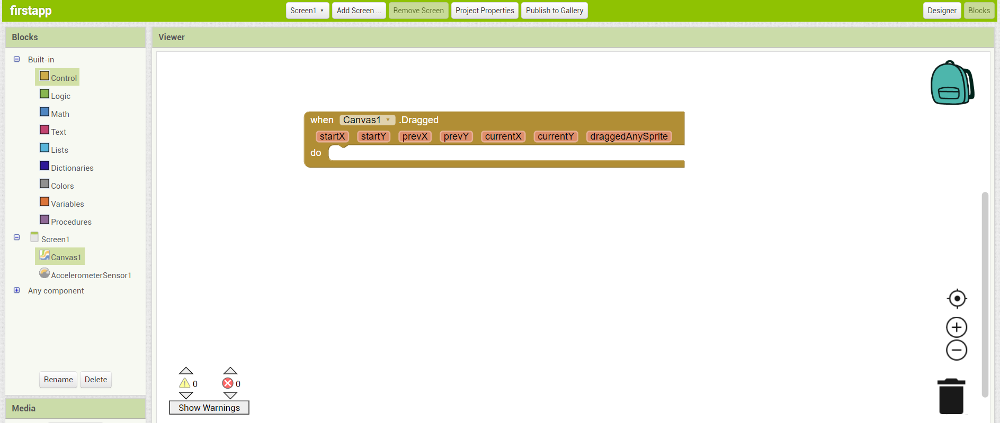 firstapp
Screen1 Add Screen ... Remove Screen Project Properties Publish to Gallery Designer Blocks
Blocks
Built-in
Control
Logic
Math
Text
Lists
Dictionaries
Colors
Variables
Procedures
Screen1
Canvas1
AccelerometerSensor1
Any component
Rename Delete
Media
Viewer
when Canvas1 .Dragged
startX startY prevX prevY currentX currentY draggedAnySprite
do
0 0
Show Warnings